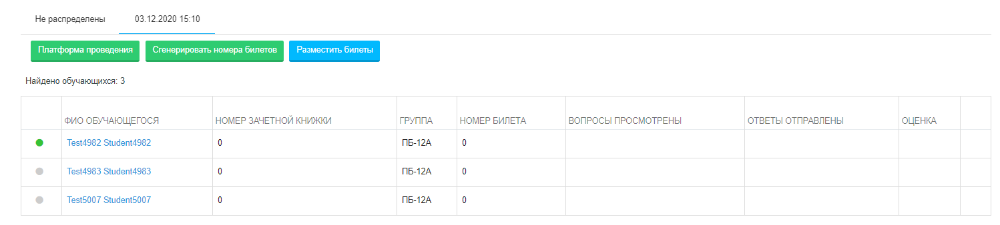 Не распределены 03.12.2020 15:10
Платформа проведения Сгенерировать номера билетов Разместить билеты
Найдено обучающихся: 3
ФИО ОБУЧАЮЩЕГОСЯ НОМЕР ЗАЧЕТНОЙ КНИЖКИ ГРУППА НОМЕР БИЛЕТА ВОПРОСЫ ПРОСМОТРЕНЫ ОТВЕТЫ ОТПРАВЛЕНЫ ОЦЕНКА
Test4982 Student4982 0 ПБ-12А 0
Test4983 Student4983 0 ПБ-12А 0
Test5007 Student5007 0 ПБ-12А 0